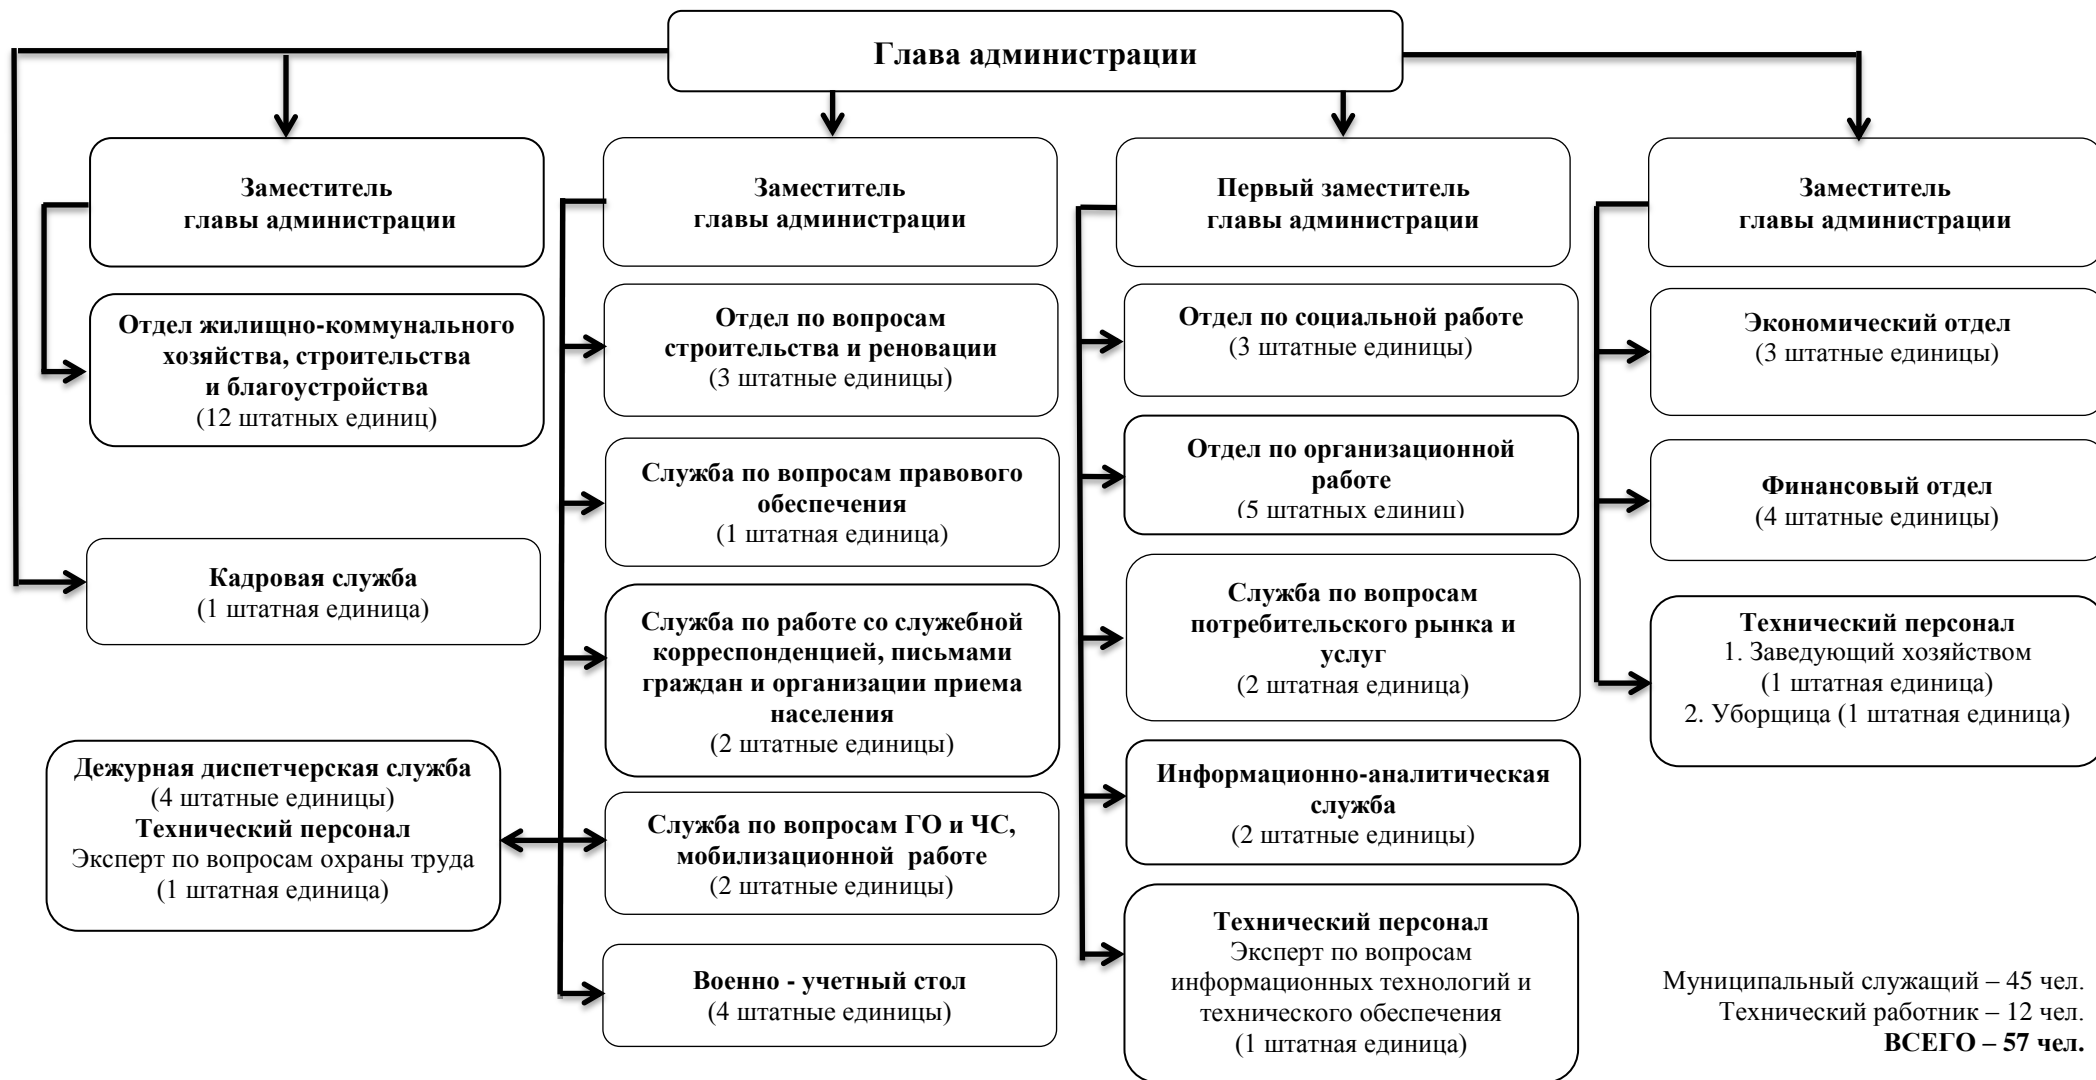 Глава администрации
Заместитель
главы администрации
Отдел жилищно-коммунального
хозяйства, строительства
и благоустройства
(12 штатных единиц)
Кадровая служба
(1 штатная единица)
Дежурная диспетчерская служба
(4 штатные единицы)
Технический персонал
Эксперт по вопросам охраны труда
(1 штатная единица)
Заместитель
главы администрации
Отдел по вопросам
строительства и реновации
(3 штатные единицы)
Служба по вопросам правового
обеспечения
(1 штатная единица)
Служба по работе со служебной
корреспонденцией, письмами
граждан и организации приема
населения
(2 штатные единицы)
Служба по вопросам ГО и ЧС,
мобилизационной работе
(2 штатные единицы)
Военно - учетный стол
(4 штатные единицы)
Первый заместитель
главы администрации
Отдел по социальной работе
(3 штатные единицы)
Отдел по организационной
работе
(5 штатных единиц)
Служба по вопросам
потребительского рынка и
услуг
(2 штатная единица)
Информационно-аналитическая
служба
(2 штатные единицы)
Технический персонал
Эксперт по вопросам
информационных технологий и
технического обеспечения
(1 штатная единица)
Заместитель
главы администрации
Экономический отдел
(3 штатные единицы)
Финансовый отдел
(4 штатные единицы)
Технический персонал
1. Заведующий хозяйством
(1 штатная единица)
2. Уборщица (1 штатная единица)
Муниципальный служащий – 45 чел.
Технический работник – 12 чел.
ВСЕГО – 57 чел.